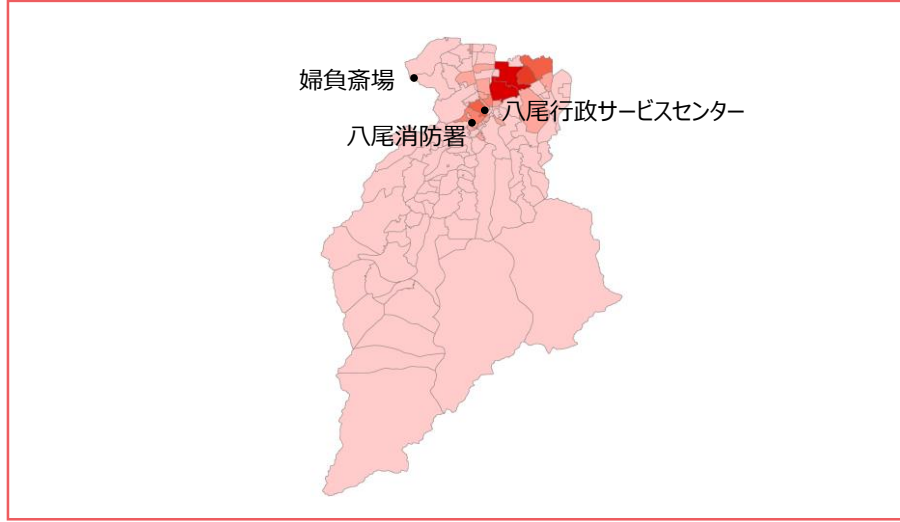 婦負斎場
八尾行政サービスセンター
八尾消防署